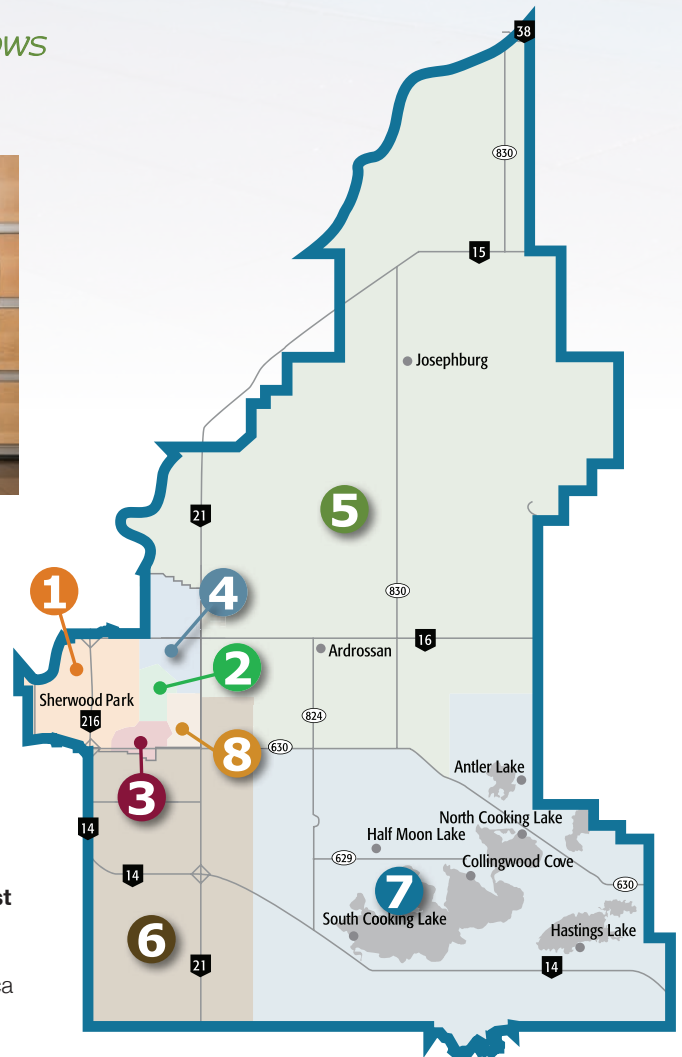 ows
38
830
15
Josephburg
21
5
1
4
830
16
Ardrossan
2
Sherwood Park
216
824
8
630
3
Antler Lake
14
North Cooking Lake
Half Moon Lake
629
Collingwood Cove
14
630
7
st
South Cooking Lake
6
Hastings Lake
21
14
ca